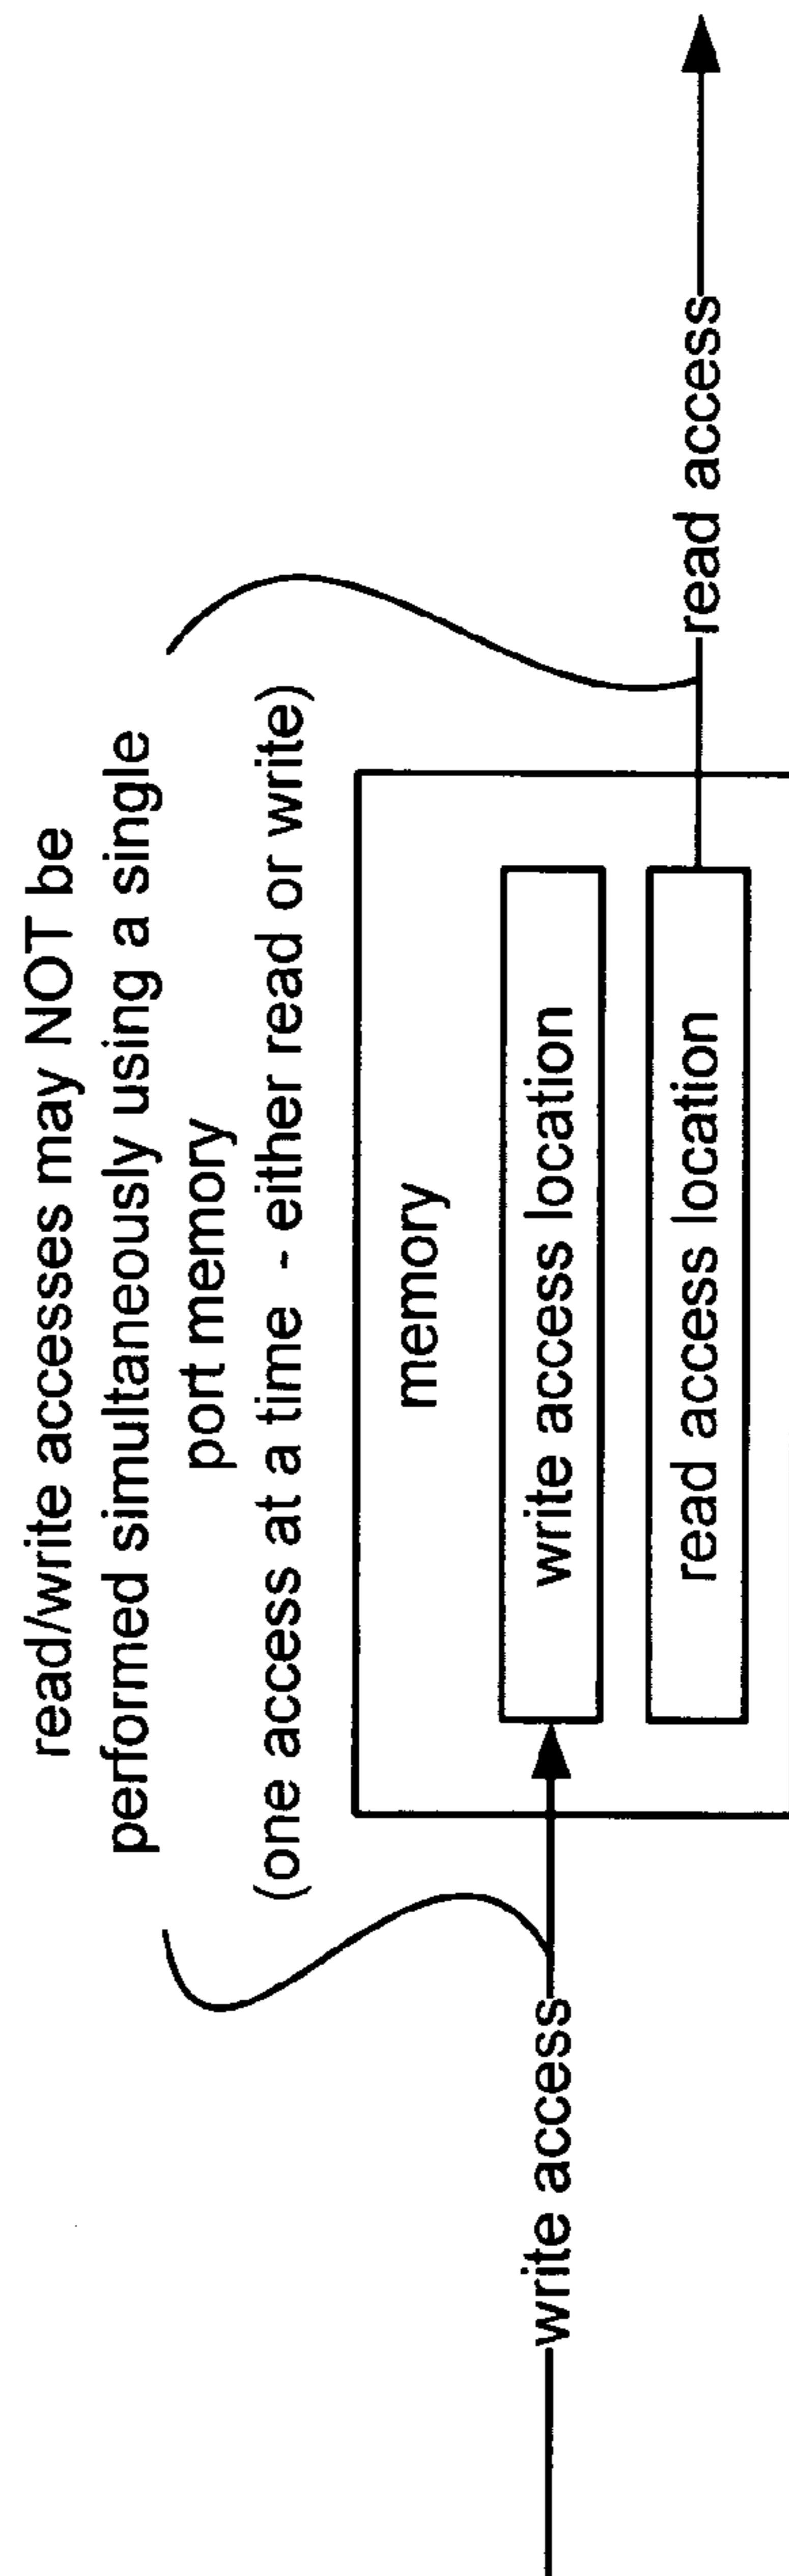 read/write accesses may NOT be
performed simultaneously using a single
port memory
(one access at a time - either read or write)
memory
write access
write access location
read access location
read access